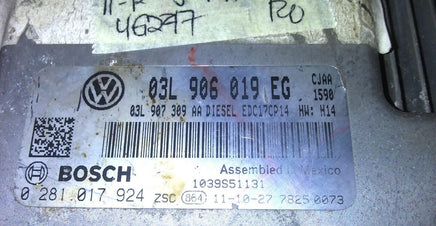 46247
03L 906 019 EG
CJAA
1590
03L 907 309 AA DIESEL EDC17CP14 HW: H14
BOSCH
Assembled in Mexico
1039S51131
0 281 017 924 ZSC 864 11-10-27 7825 0073